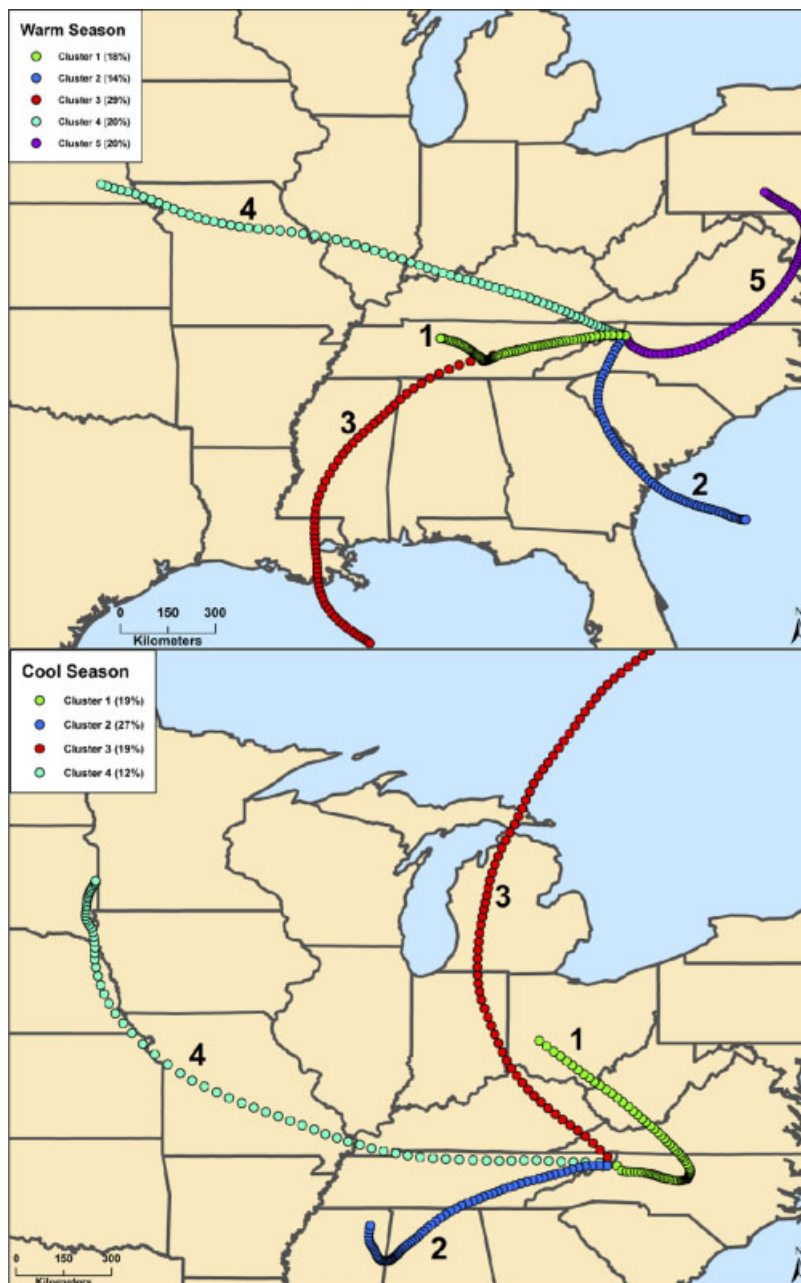 Warm Season
Cluster 1 (18%)
Cluster 2 (14%)
Cluster 3 (29%)
Cluster 4 (20%)
Cluster 5 (20%)
4
5
1
3
2
0 150 300
Kilometers
N
Cool Season
Cluster 1 (19%)
Cluster 2 (27%)
Cluster 3 (19%)
Cluster 4 (12%)
3
1
4
2
0 150 300
Kilometers
N